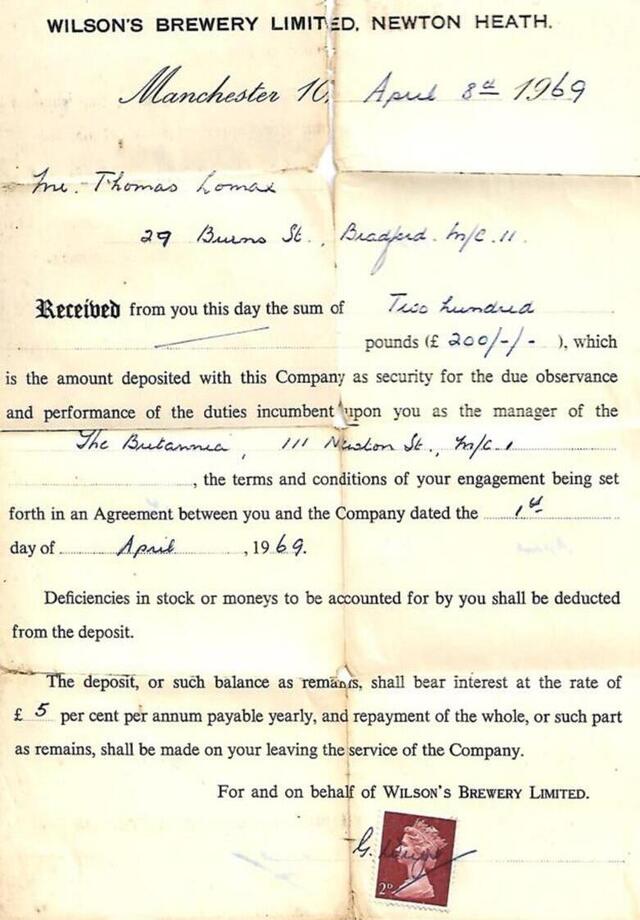 WILSON'S BREWERY LIMITED, NEWTON HEATH.
Manchester 10, April 8th 1969
Mr. Thomas Lomax
29 Burns St., Bradford. M/C. 11.
Received from you this day the sum of Two hundred
pounds (£ 200/-/- ), which
is the amount deposited with this Company as security for the due observance
and performance of the duties incumbent upon you as the manager of the
The Britannia, 111 Newton St., M/C. 1
, the terms and conditions of your engagement being set
forth in an Agreement between you and the Company dated the 1st
day of April, 1969.
Deficiencies in stock or moneys to be accounted for by you shall be deducted
from the deposit.
The deposit, or such balance as remains, shall bear interest at the rate of
£ 5 per cent per annum payable yearly, and repayment of the whole, or such part
as remains, shall be made on your leaving the service of the Company.
For and on behalf of WILSON'S BREWERY LIMITED.
G.
2D